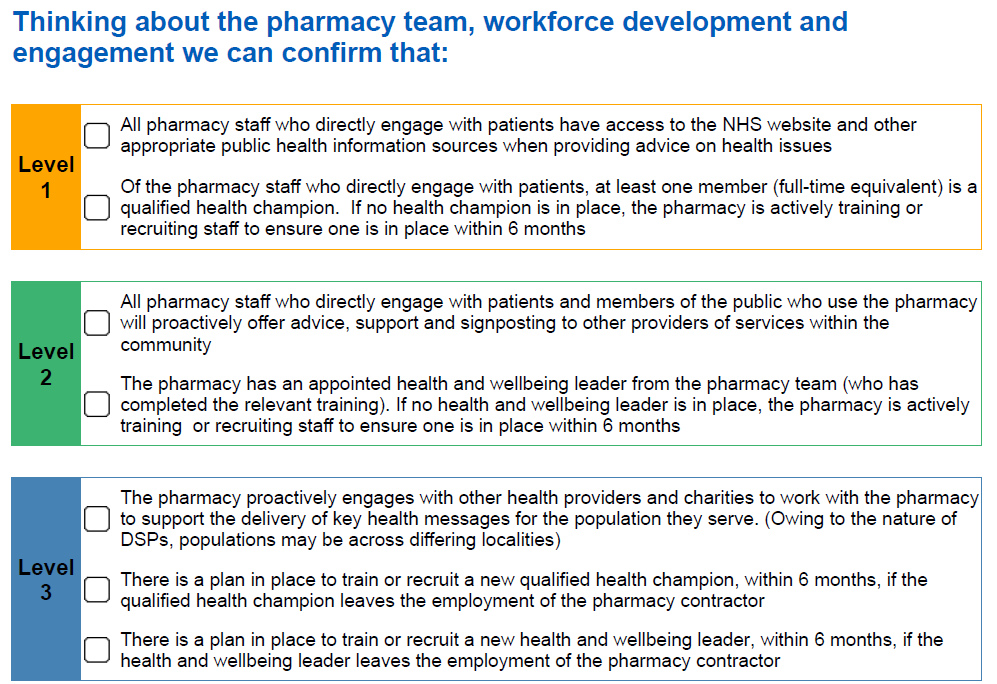 Thinking about the pharmacy team, workforce development and
engagement we can confirm that:
Level
1
All pharmacy staff who directly engage with patients have access to the NHS website and other
appropriate public health information sources when providing advice on health issues
Of the pharmacy staff who directly engage with patients, at least one member (full-time equivalent) is a
qualified health champion.  If no health champion is in place, the pharmacy is actively training or
recruiting staff to ensure one is in place within 6 months
Level
2
All pharmacy staff who directly engage with patients and members of the public who use the pharmacy
will proactively offer advice, support and signposting to other providers of services within the
community
The pharmacy has an appointed health and wellbeing leader from the pharmacy team (who has
completed the relevant training). If no health and wellbeing leader is in place, the pharmacy is actively
training  or recruiting staff to ensure one is in place within 6 months
Level
3
The pharmacy proactively engages with other health providers and charities to work with the pharmacy
to support the delivery of key health messages for the population they serve. (Owing to the nature of
DSPs, populations may be across differing localities)
There is a plan in place to train or recruit a new qualified health champion, within 6 months, if the
qualified health champion leaves the employment of the pharmacy contractor
There is a plan in place to train or recruit a new health and wellbeing leader, within 6 months, if the
health and wellbeing leader leaves the employment of the pharmacy contractor